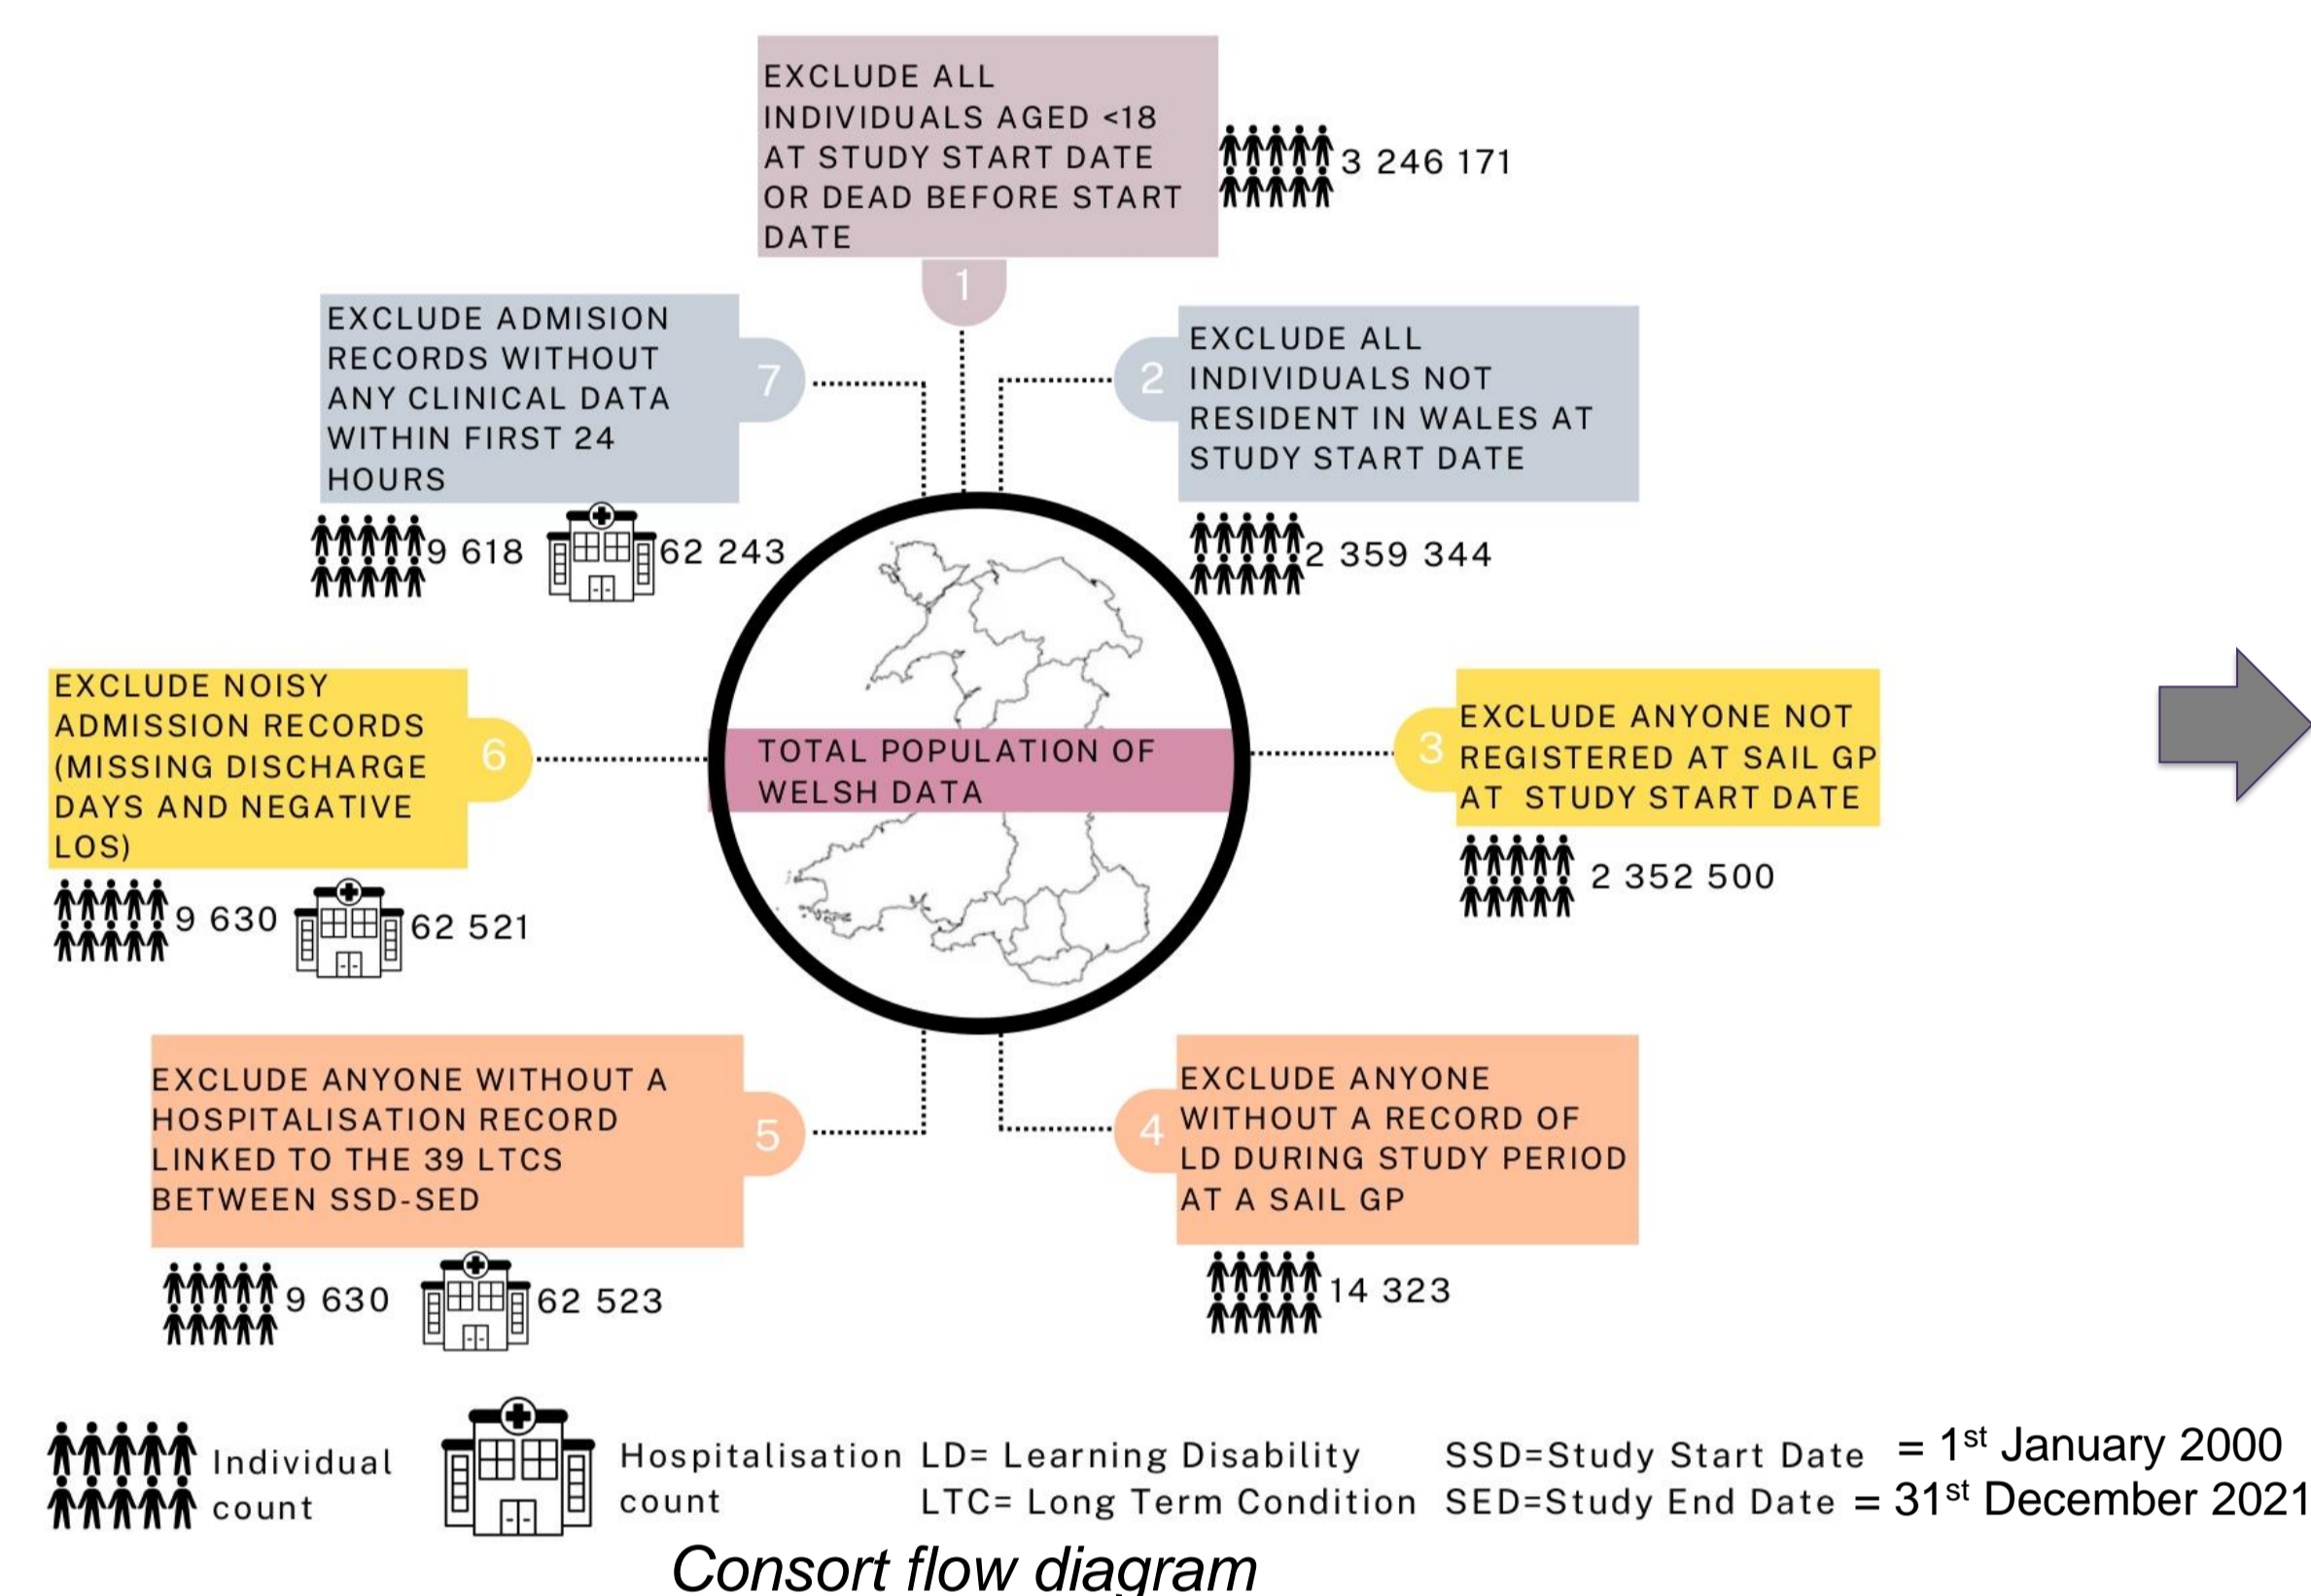 EXCLUDE ALL
INDIVIDUALS AGED <18
AT STUDY START DATE
OR DEAD BEFORE START
DATE
3 246 171
1
EXCLUDE ALL
INDIVIDUALS NOT
RESIDENT IN WALES AT
STUDY START DATE
2
2 359 344
EXCLUDE ANYONE NOT
REGISTERED AT SAIL GP
AT STUDY START DATE
3
2 352 500
EXCLUDE ANYONE
WITHOUT A RECORD OF
LD DURING STUDY PERIOD
AT A SAIL GP
4
14 323
EXCLUDE ANYONE WITHOUT A
HOSPITALISATION RECORD
LINKED TO THE 39 LTCS
BETWEEN SSD-SED
5
9 630 62 523
EXCLUDE NOISY
ADMISSION RECORDS
(MISSING DISCHARGE
DAYS AND NEGATIVE
LOS)
6
9 630 62 521
EXCLUDE ADMISION
RECORDS WITHOUT
ANY CLINICAL DATA
WITHIN FIRST 24
HOURS
7
9 618 62 243
TOTAL POPULATION OF
WELSH DATA
Individual
count
Hospitalisation
count
LD= Learning Disability
LTC= Long Term Condition
SSD=Study Start Date = 1st January 2000
SED=Study End Date = 31st December 2021
Consort flow diagram